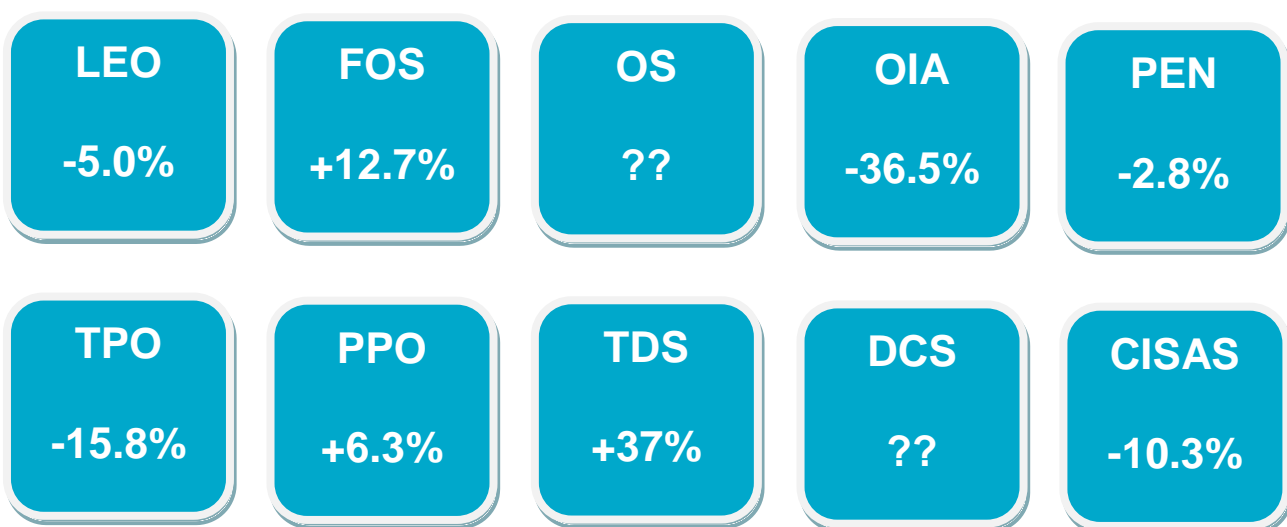 LEO
-5.0%
FOS
+12.7%
OS
??
OIA
-36.5%
PEN
-2.8%
TPO
-15.8%
PPO
+6.3%
TDS
+37%
DCS
??
CISAS
-10.3%